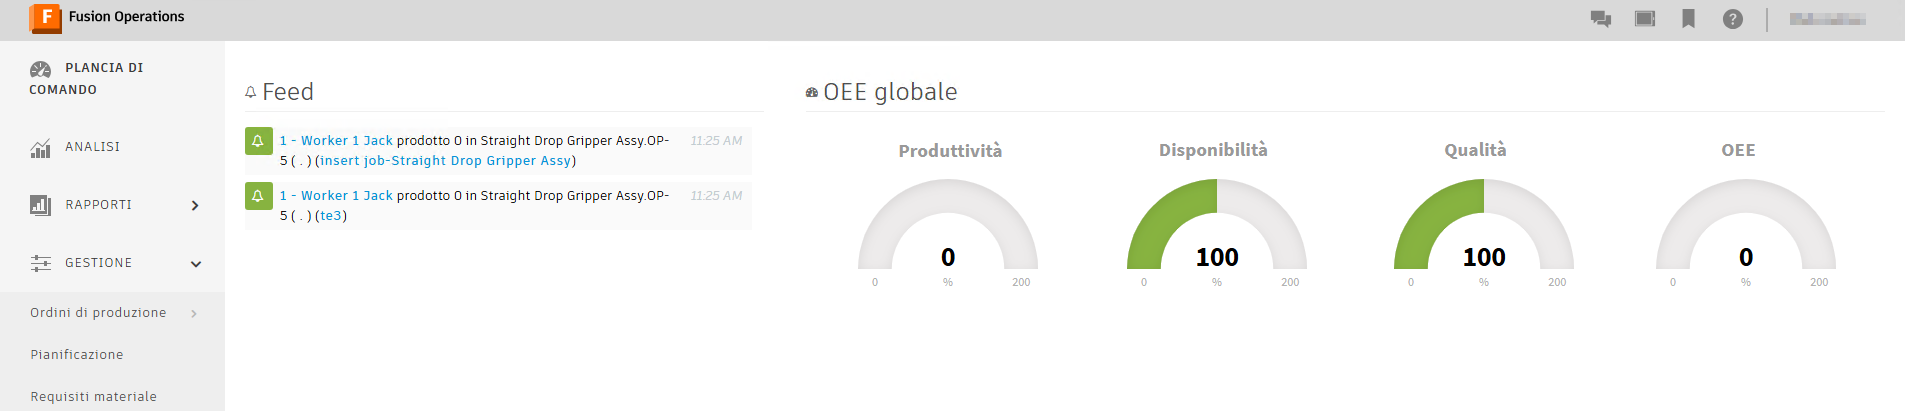 Fusion Operations
PLANCIA DI
COMANDO
ANALISI
RAPPORTI
GESTIONE
Ordini di produzione
Pianificazione
Requisiti materiale
Feed
1 - Worker 1 Jack prodotto 0 in Straight Drop Gripper Assy.OP-
5 ( . ) (insert job-Straight Drop Gripper Assy)
11:25 AM
1 - Worker 1 Jack prodotto 0 in Straight Drop Gripper Assy.OP-
5 ( . ) (te3)
11:25 AM
OEE globale
Produttività
0
0 % 200
Disponibilità
100
0 % 200
Qualità
100
0 % 200
OEE
0
0 % 200